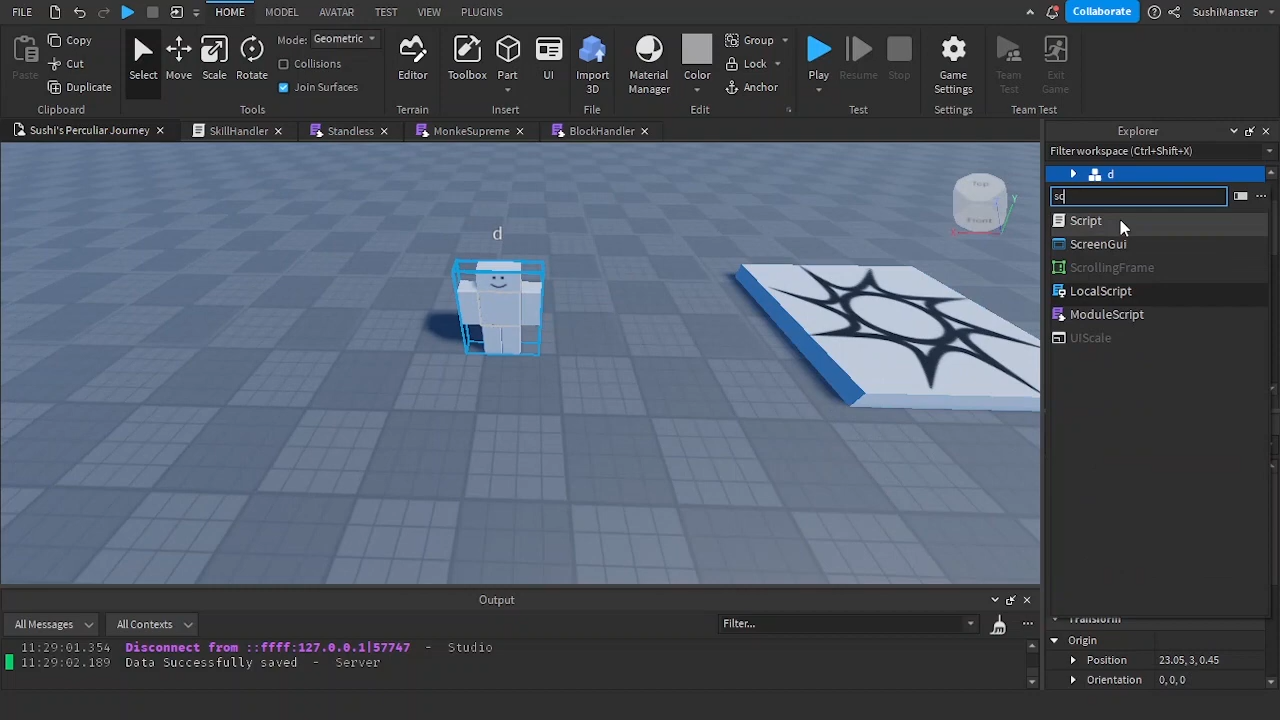 FILE HOME MODEL AVATAR TEST VIEW PLUGINS Collaborate SushiManster
Paste Copy Cut Duplicate Clipboard
Select Move Scale Rotate Mode: Geometric Collisions Join Surfaces Tools
Editor Terrain
Toolbox Part UI Insert
Import 3D File
Material Manager Color Group Lock Anchor Edit
Play Resume Stop Test
Game Settings Settings
Team Test Exit Game Team Test
Sushi's Perculiar Journey SkillHandler Standless MonkeSupreme BlockHandler
Explorer
Filter workspace (Ctrl+Shift+X)
d
sc
Script
ScreenGui
ScrollingFrame
LocalScript
ModuleScript
UIScale
d
Y
Transform
Origin
Position 23.05, 3, 0.45
Orientation 0, 0, 0
Output
All Messages All Contexts Filter...
11:29:01.354 Disconnect from ::ffff:127.0.0.1|57747 - Studio
11:29:02.189 Data Successfully saved - Server